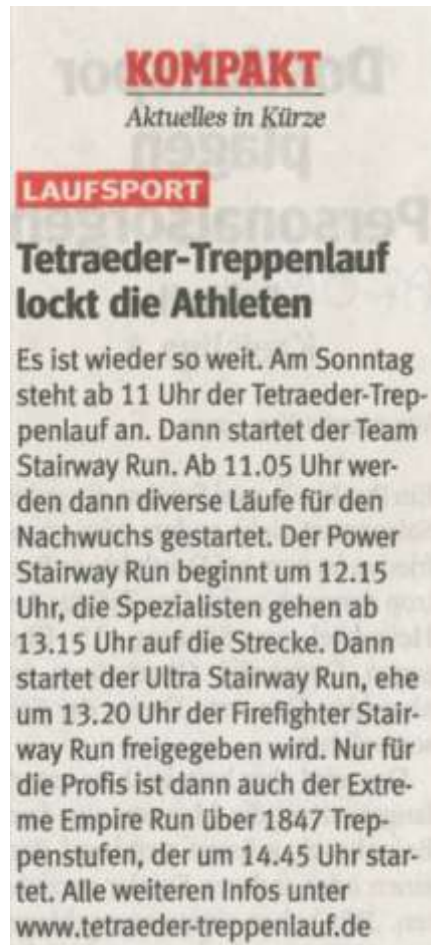 KOMPAKT
Aktuelles in Kürze
LAUFSPORT
Tetraeder-Treppenlauf
lockt die Athleten
Es ist wieder so weit. Am Sonntag
steht ab 11 Uhr der Tetraeder-Trep-
penlauf an. Dann startet der Team
Stairway Run. Ab 11.05 Uhr wer-
den dann diverse Läufe für den
Nachwuchs gestartet. Der Power
Stairway Run beginnt um 12.15
Uhr, die Spezialisten gehen ab
13.15 Uhr auf die Strecke. Dann
startet der Ultra Stairway Run, ehe
um 13.20 Uhr der Firefighter Stair-
way Run freigegeben wird. Nur für
die Profis ist dann auch der Extre-
me Empire Run über 1847 Trep-
penstufen, der um 14.45 Uhr star-
tet. Alle weiteren Infos unter
www.tetraeder-treppenlauf.de